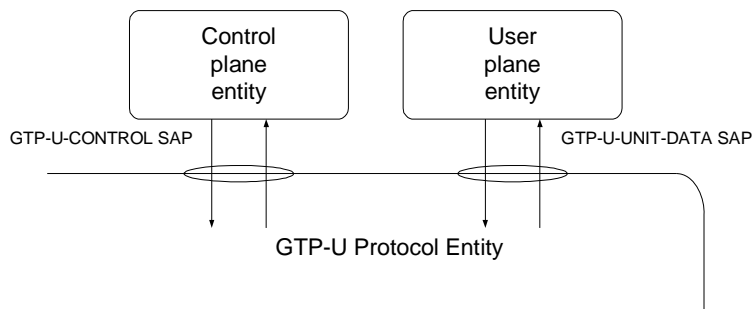 Control
plane
entity
User
plane
entity
GTP-U-CONTROL SAP
GTP-U-UNIT-DATA SAP
GTP-U Protocol Entity